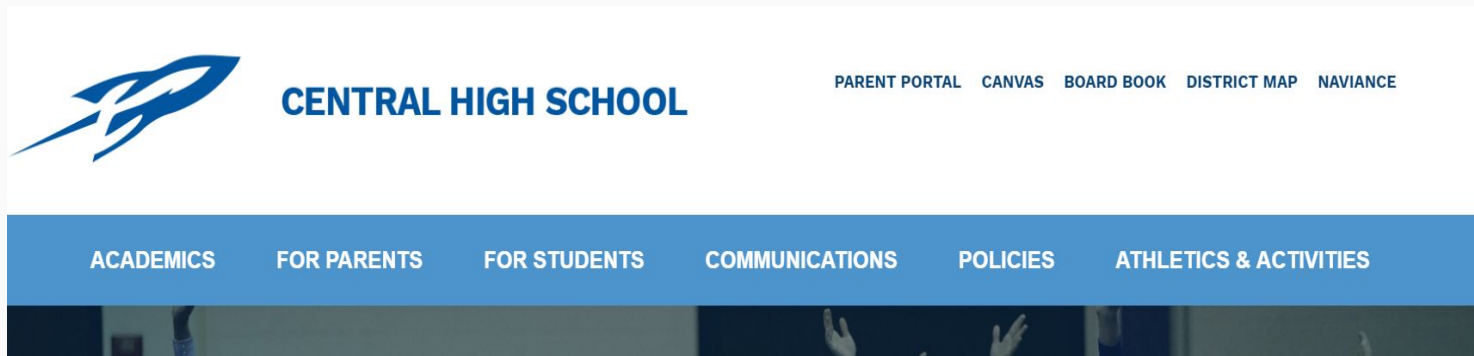 PARENT PORTAL CANVAS BOARD BOOK DISTRICT MAP NAVIANCE
CENTRAL HIGH SCHOOL
ACADEMICS FOR PARENTS FOR STUDENTS COMMUNICATIONS POLICIES ATHLETICS & ACTIVITIES